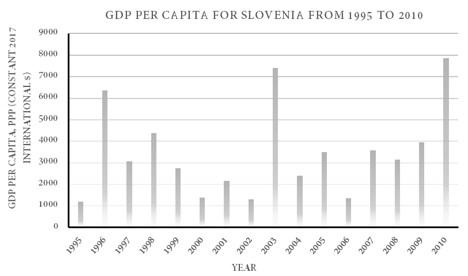 GDP PER CAPITA FOR SLOVENIA FROM 1995 TO 2010
GDP PER CAPITA, PPP (CONSTANT 2017
INTERNATIONAL $)
9000
8000
7000
6000
5000
4000
3000
2000
1000
0
1995 1996 1997 1998 1999 2000 2001 2002 2003 2004 2005 2006 2007 2008 2009 2010
YEAR